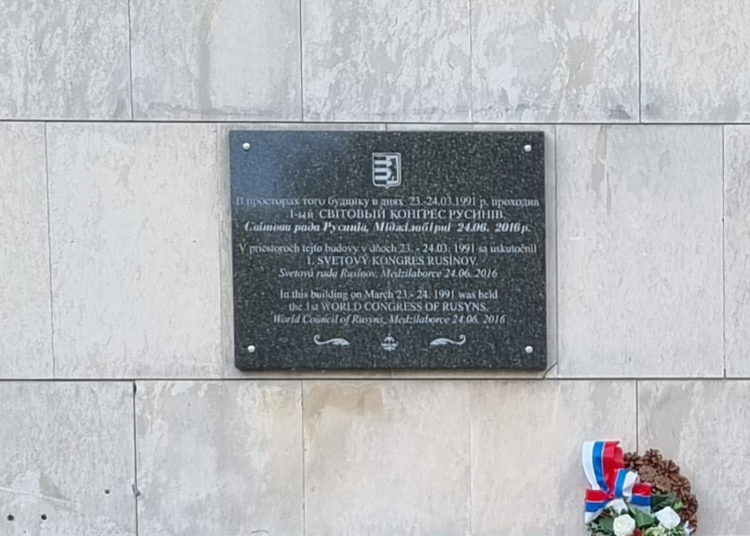 В просторах того будинку в днях 23.-24.03.1991 р. проходив
1-ый СВІТОВЫЙ КОНҐРЕС РУСИНІВ.
Світова рада Русинів, Міджілабірці 24.06. 2016 р.
V priestoroch tejto budovy v dňoch 23. - 24.03. 1991 sa uskutočnil
1. SVETOVÝ KONGRES RUSÍNOV.
Svetová rada Rusínov, Medzilaborce 24.06. 2016
In this building on March 23.- 24. 1991 was held
the 1st WORLD CONGRESS OF RUSYNS.
World Council of Rusyns, Medzilaborce 24.06. 2016